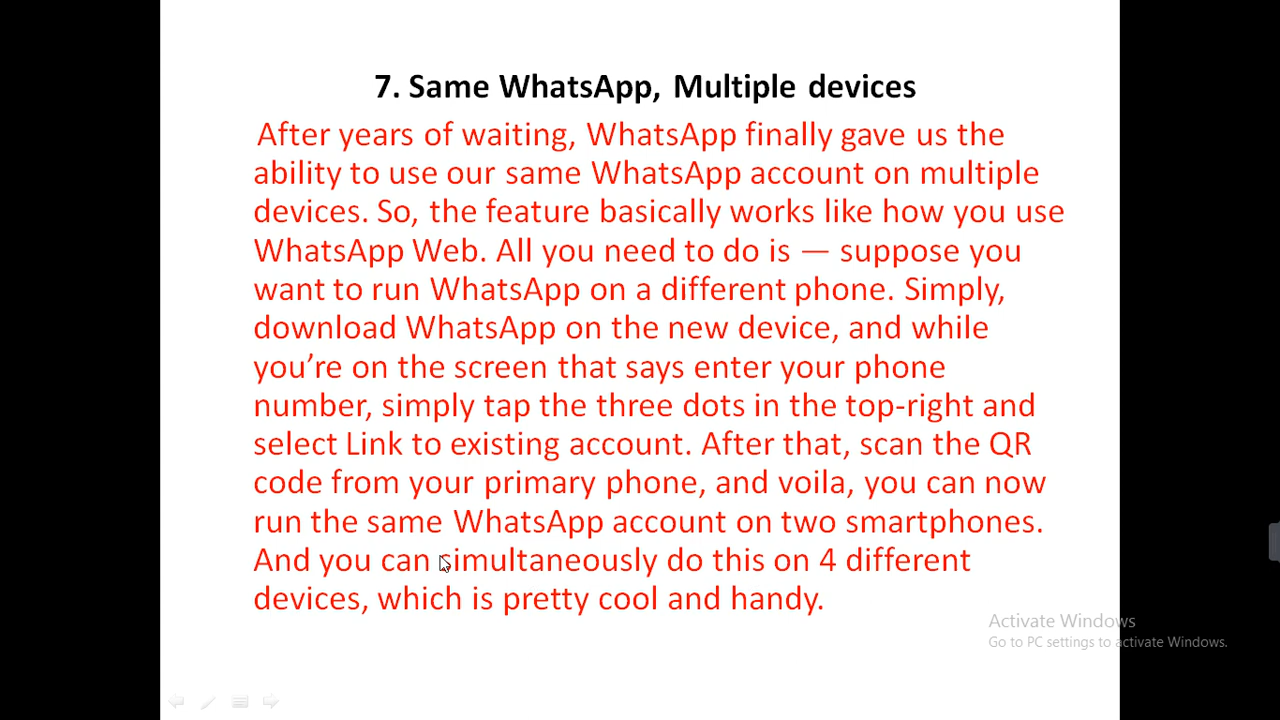 7. Same WhatsApp, Multiple devices
After years of waiting, WhatsApp finally gave us the
ability to use our same WhatsApp account on multiple
devices. So, the feature basically works like how you use
WhatsApp Web. All you need to do is — suppose you
want to run WhatsApp on a different phone. Simply,
download WhatsApp on the new device, and while
you’re on the screen that says enter your phone
number, simply tap the three dots in the top-right and
select Link to existing account. After that, scan the QR
code from your primary phone, and voila, you can now
run the same WhatsApp account on two smartphones.
And you can simultaneously do this on 4 different
devices, which is pretty cool and handy.
Activate Windows
Go to PC settings to activate Windows.